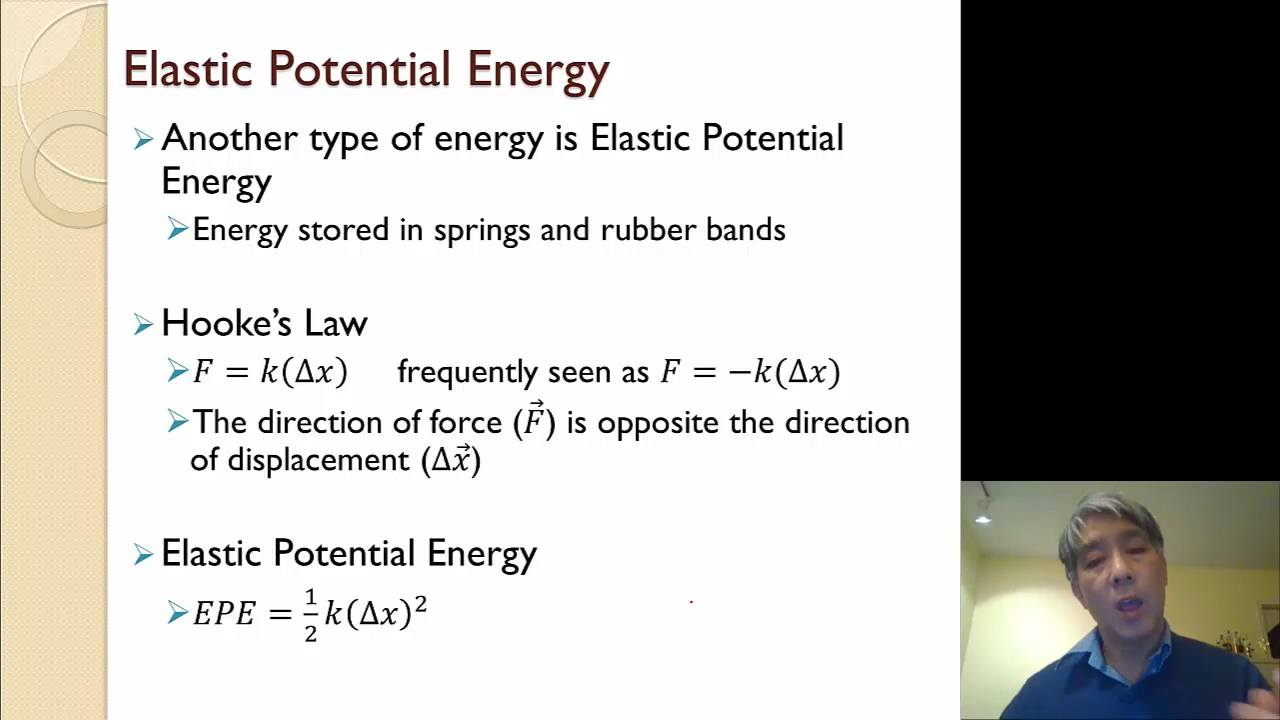 Elastic Potential Energy
Another type of energy is Elastic Potential
Energy
Energy stored in springs and rubber bands
Hooke's Law
F = k(Δx) frequently seen as F = −k(Δx)
The direction of force (F⃗) is opposite the direction
of displacement (Δx⃗)
Elastic Potential Energy
EPE = ½ k(Δx)²